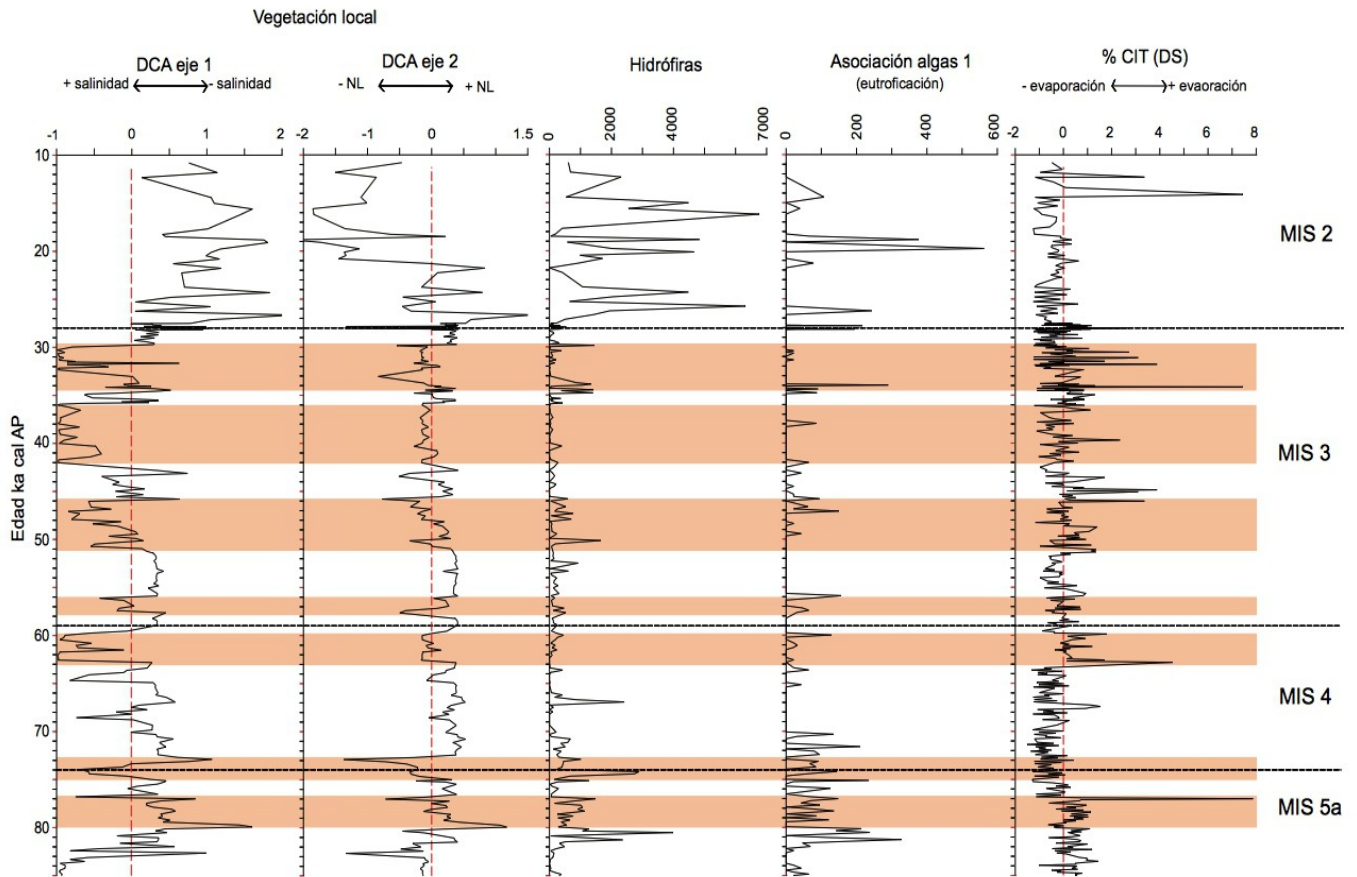 Vegetación local
DCA eje 1
+ salinidad - salinidad
DCA eje 2
- NL + NL
Hidrófiras
Asociación algas 1
(eutroficación)
% CIT (DS)
- evaporación + evaoración
-1 0 1 2
-2 -1 0 1.5
0 4000 7000
0 200 400 600
-2 0 2 4 6 8
Edad ka cal AP
10
20
30
40
50
60
70
80
MIS 2
MIS 3
MIS 4
MIS 5a